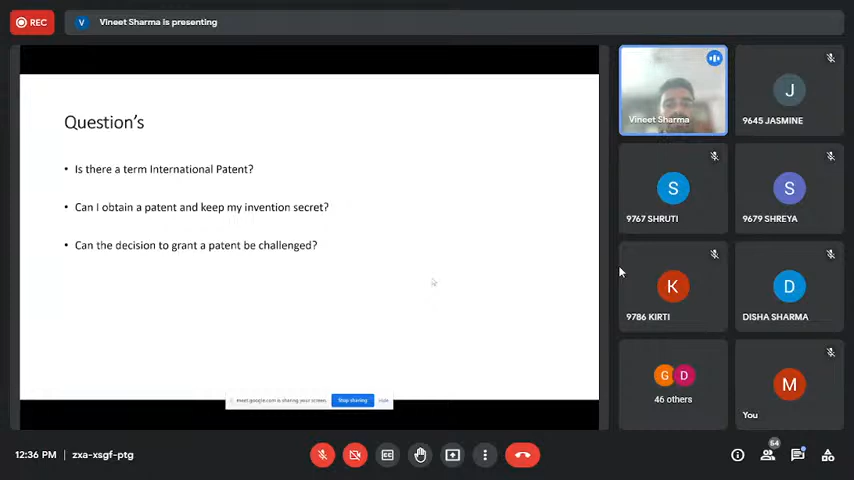 REC
V Vineet Sharma is presenting
Question's
• Is there a term International Patent?
• Can I obtain a patent and keep my invention secret?
• Can the decision to grant a patent be challenged?
meet.google.com is sharing your screen. Stop sharing Hide
Vineet Sharma
J
9645 JASMINE
S
9767 SHRUTI
S
9679 SHREYA
K
9786 KIRTI
D
DISHA SHARMA
G D
46 others
M
You
12:36 PM | zxa-xsgf-ptg
CC
54